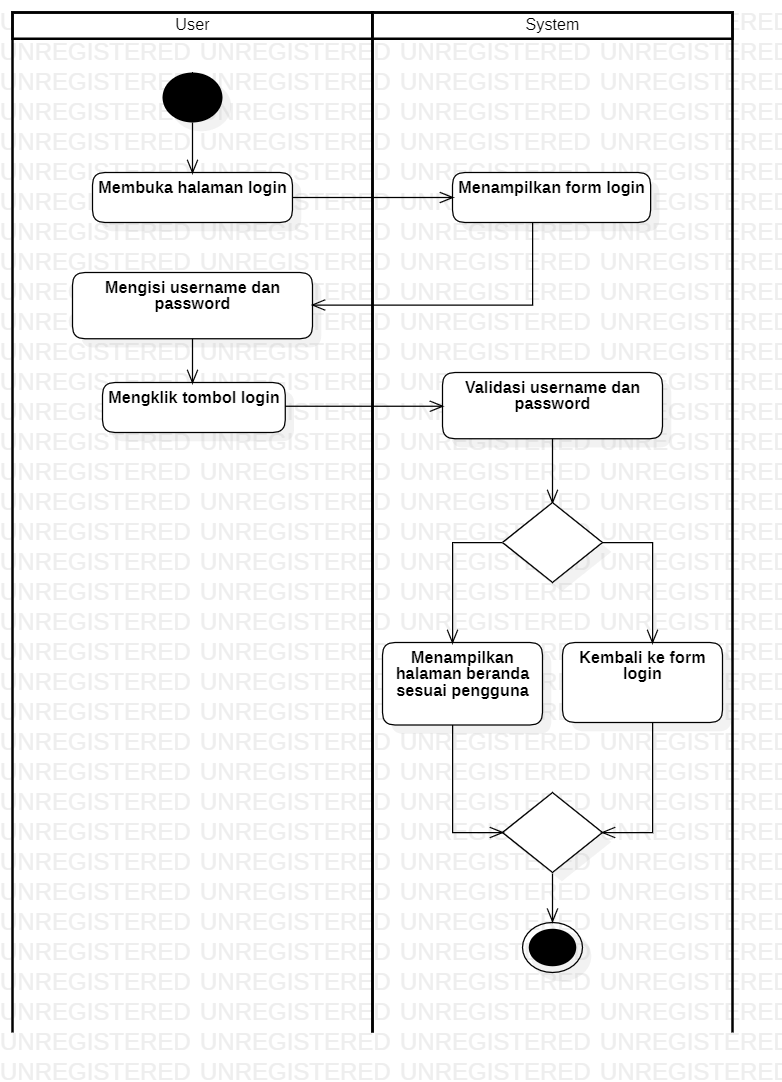 User
System
Membuka halaman login
Menampilkan form login
Mengisi username dan
password
Mengklik tombol login
Validasi username dan
password
Menampilkan
halaman beranda
sesuai pengguna
Kembali ke form
login
UNREGISTERED